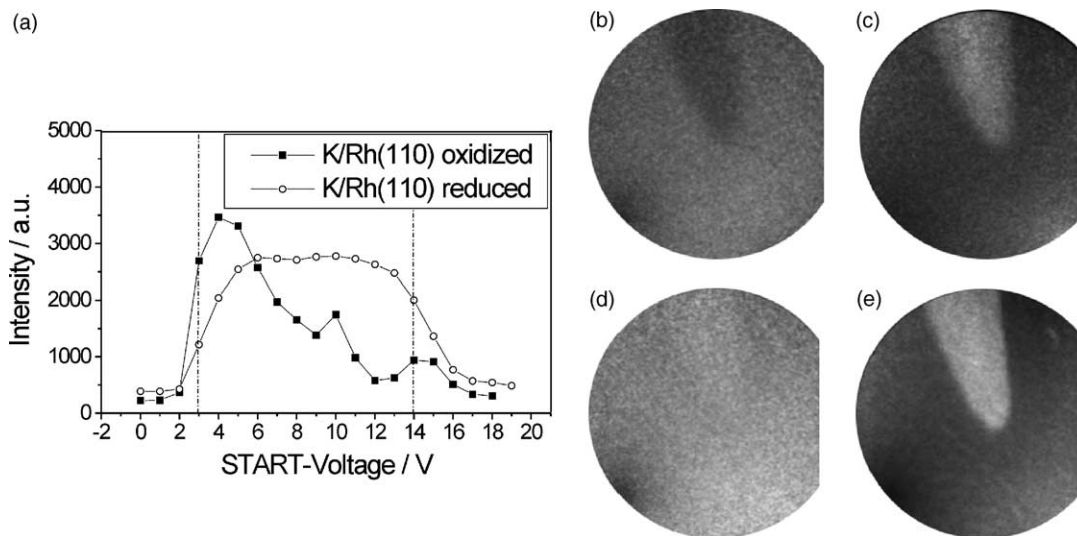 (a)
(b)
(c)
5000
4000
3000
2000
1000
0
Intensity / a.u.
K/Rh(110) oxidized
K/Rh(110) reduced
-2 0 2 4 6 8 10 12 14 16 18 20
START-Voltage / V
(d)
(e)